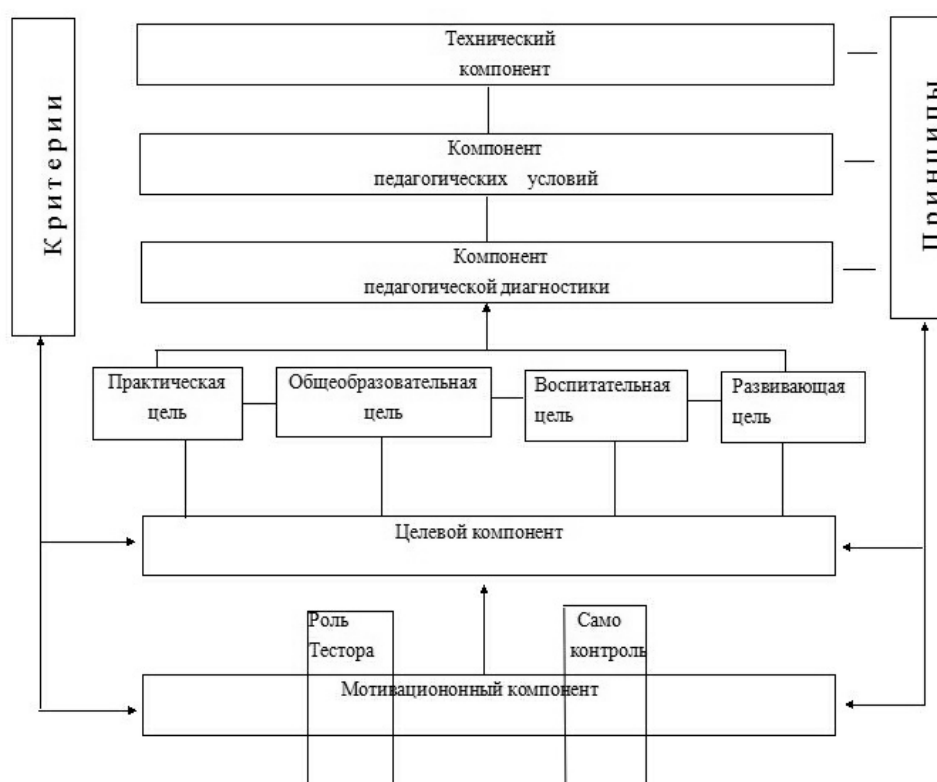 Критерии
Технический
компонент
Принципы
Компонент
педагогических условий
Компонент
педагогической диагностики
Практическая
цель
Общеобразовательная
цель
Воспитательная
цель
Развивающая
цель
Целевой компонент
Роль
Тестора
Само
контроль
Мотивациононный компонент